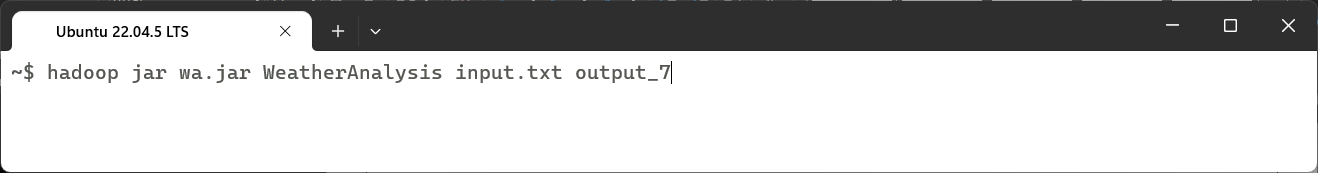 Ubuntu 22.04.5 LTS
~$ hadoop jar wa.jar WeatherAnalysis input.txt output_7